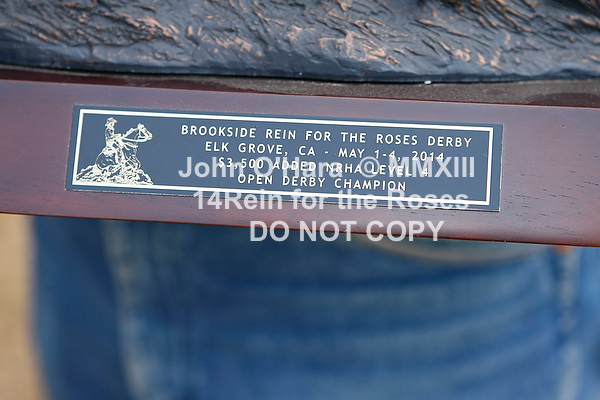 BROOKSIDE REIN FOR THE ROSES DERBY
ELK GROVE, CA - MAY 1-4, 2014
$3,500 ADDED NRHA LEVEL 4
OPEN DERBY CHAMPION
John O'Hara © MMXIII
14Rein for the Roses
DO NOT COPY